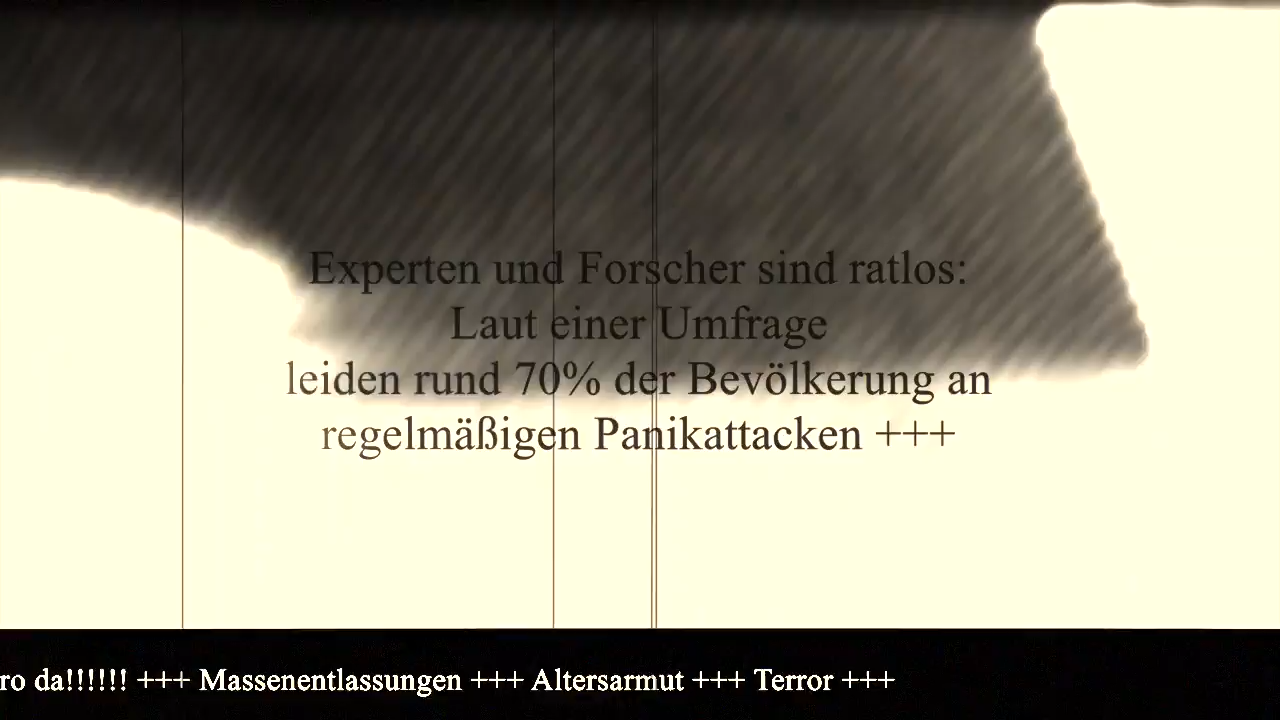 Experten und Forscher sind ratlos:
Laut einer Umfrage
leiden rund 70% der Bevölkerung an
regelmäßigen Panikattacken +++
ro da!!!!!! +++ Massenentlassungen +++ Altersarmut +++ Terror +++